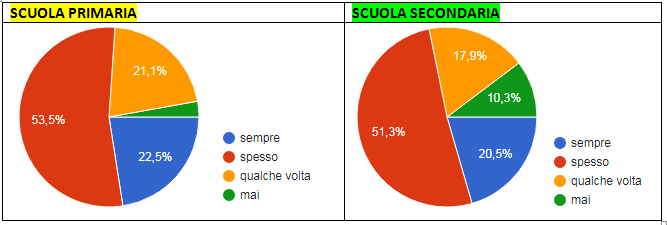 SCUOLA PRIMARIA
21,1%
53,5%
22,5%
sempre
spesso
qualche volta
mai
SCUOLA SECONDARIA
17,9%
10,3%
51,3%
20,5%
sempre
spesso
qualche volta
mai